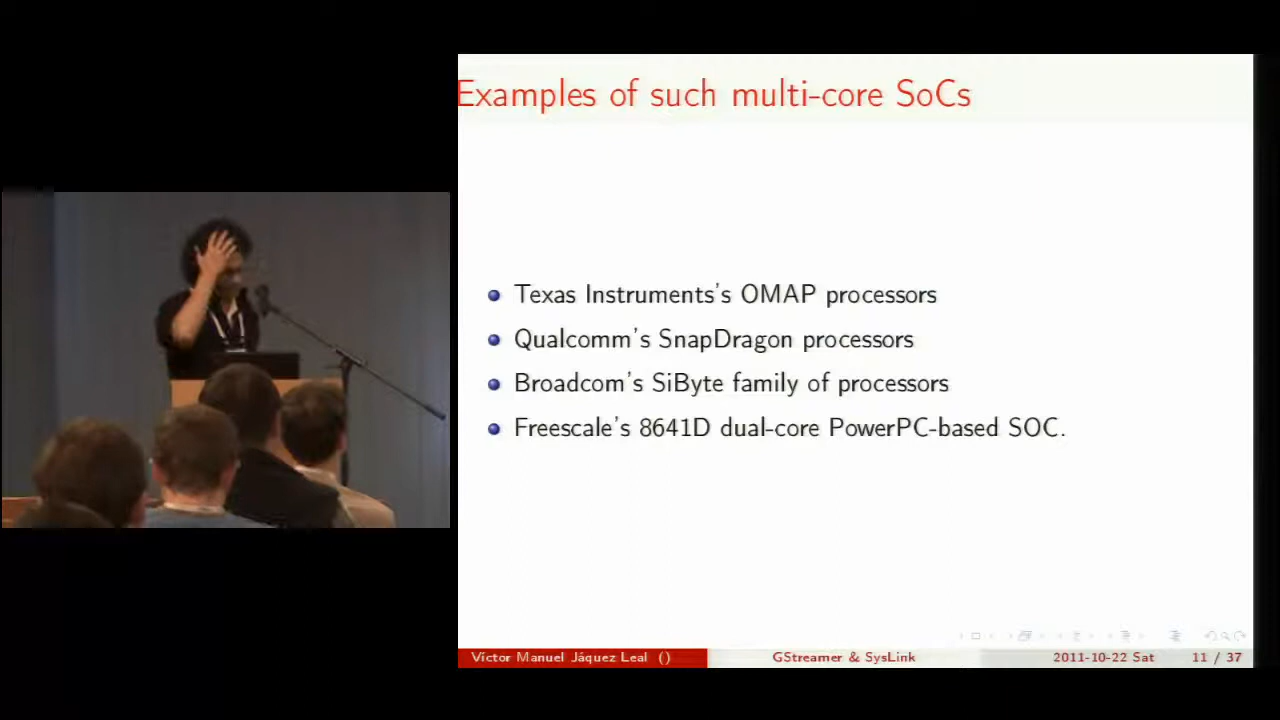 Examples of such multi-core SoCs
Texas Instruments's OMAP processors
Qualcomm's SnapDragon processors
Broadcom's SiByte family of processors
Freescale's 8641D dual-core PowerPC-based SOC.
Víctor Manuel Jáquez Leal () GStreamer & SysLink 2011-10-22 Sat 11 / 37